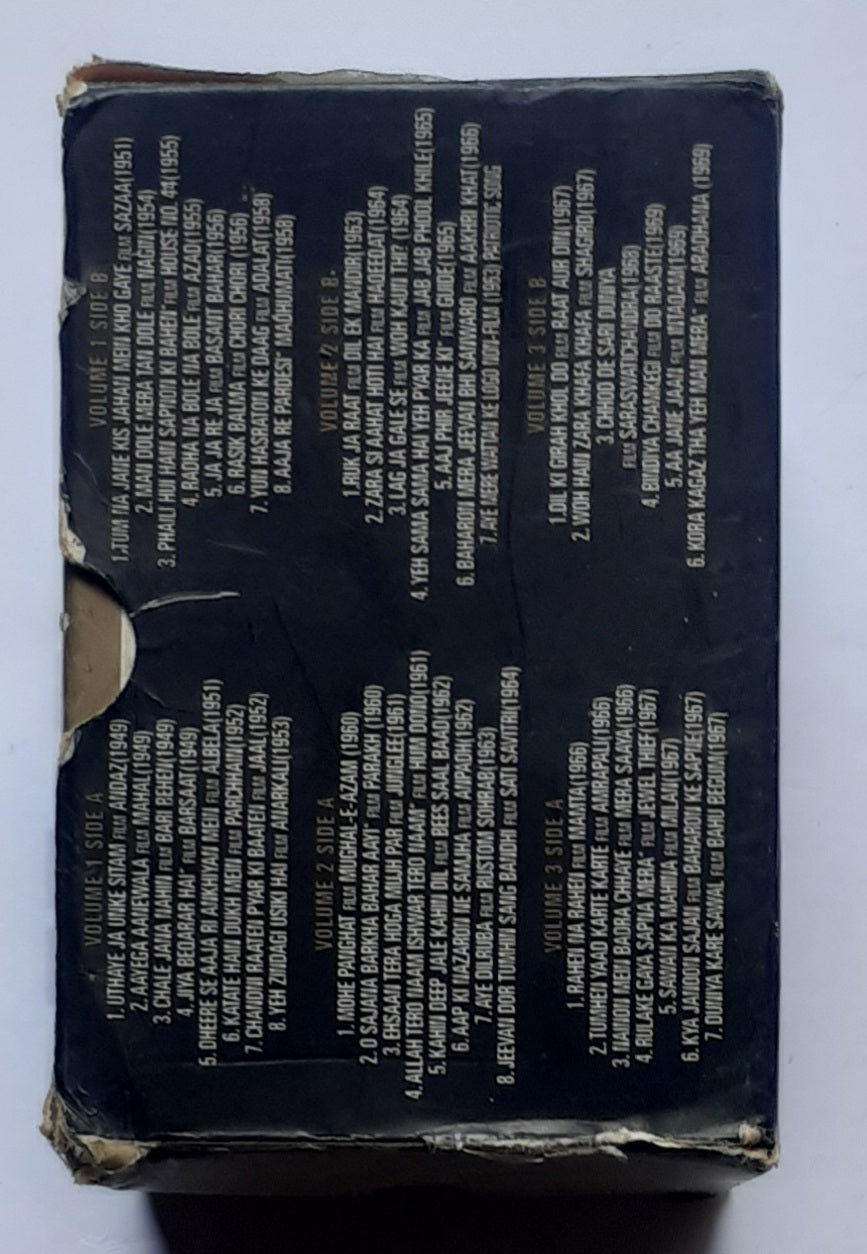 VOLUME 1 SIDE A
1. UTHAYE JA UNKE SITAM FILM ANDAZ(1949)
2. AAYEGA AANEWALA FILM MAHAL(1949)
3. CHALE JANA NAHIN FILM BARI BEHEN(1949)
4. JIYA BEQARAR HAI* FILM BARSAAT(1949)
5. DHEERE SE AAJA RI ANKHIYAN MEIN FILM ALBELA(1951)
6. KATATE HAIN DUKH MEIN FILM PARCHHAIN(1952)
7. CHANDNI RAATEN PYAR KI BAATEN FILM JAAL(1952)
8. YEH ZINDAGI USIKI HAI FILM ANARKALI(1953)
VOLUME 2 SIDE A
1. MOHE PANGHAT FILM MUGHAL-E-AZAM (1960)
2. O SAJANA BARKHA BAHAR AAYI* FILM PARAKH (1960)
3. EHSAAN TERA HOGA MUJH PAR FILM JUNGLEE(1961)
4. ALLAH TERO NAAM ISHWAR TERO NAAM* FILM HUM DONO(1961)
5. KAHIN DEEP JALE KAHIN DIL FILM BEES SAAL BAAD(1962)
6. AAP KI NAZARON NE SAMJHA FILM ANPADH(1962)
7. AYE DILRUBA FILM RUSTOM SOHRAB(1963)
8. JEEVAN DOR TUMHIN SANG BANDHI FILM SATI SAVITRI(1964)
VOLUME 3 SIDE A
1. RAHEN NA RAHEN FILM MAMTA(1966)
2. TUMHEN YAAD KARTE KARTE FILM AMRAPALI(1966)
3. NAINON MEIN BADRA CHHAYE FILM MERA SAAYA(1966)
4. RULAKE GAYA SAPNA MERA* FILM JEWEL THIEF(1967)
5. SAWAN KA MAHINA FILM MILAN(1967)
6. KYA JANOON SAJAN FILM BAHARON KE SAPNE(1967)
7. DUNIYA KARE SAWAL FILM BAHU BEGUM(1967)
VOLUME 1 SIDE B
1. TUM NA JANE KIS JAHAN MEIN KHO GAYE FILM SAZAA(1951)
2. MAN DOLE MERA TAN DOLE FILM NAGIN(1954)
3. PHAILI HUI HAIN SAPNON KI BAHEN* FILM HOUSE NO. 44(1955)
4. RADHA NA BOLE NA BOLE FILM AZAD(1955)
5. JA JA RE JA FILM BASANT BAHAR(1956)
6. RASIK BALMA FILM CHORI CHORI (1956)
7. YUN HASRATON KE DAAG FILM ADALAT(1958)
8. AAJA RE PARDESI* MADHUMATI(1958)
VOLUME 2 SIDE B
1. RUK JA RAAT FILM DIL EK MANDIR(1963)
2. ZARA SI AAHAT HOTI HAI FILM HAQEEQAT(1964)
3. LAG JA GALE SE FILM WOH KAUN THI? (1964)
4. YEH SAMA SAMA HAI YEH PYAR KA FILM JAB JAB PHOOL KHILE(1965)
5. AAJ PHIR JEENE KI* FILM GUIDE(1965)
6. BAHARON MERA JEEVAN BHI SANWARO FILM AAKHRI KHAT(1966)
7. AYE MERE WATAN KE LOGO NON-FILM (1963) PATRIOTIC SONG
VOLUME 3 SIDE B
1. DIL KI GIRAH KHOL DO FILM RAAT AUR DIN(1967)
2. WOH HAIN ZARA KHAFA KHAFA FILM SHAGIRD(1967)
3. CHHOD DE SARI DUNIYA
FILM SARASWATICHANDRA(1968)
4. BINDIYA CHAMKEGI FILM DO RAASTE(1969)
5. AA JANE JAAN FILM INTAQAM(1969)
6. KORA KAGAZ THA YEH MAN MERA* FILM ARADHANA (1969)